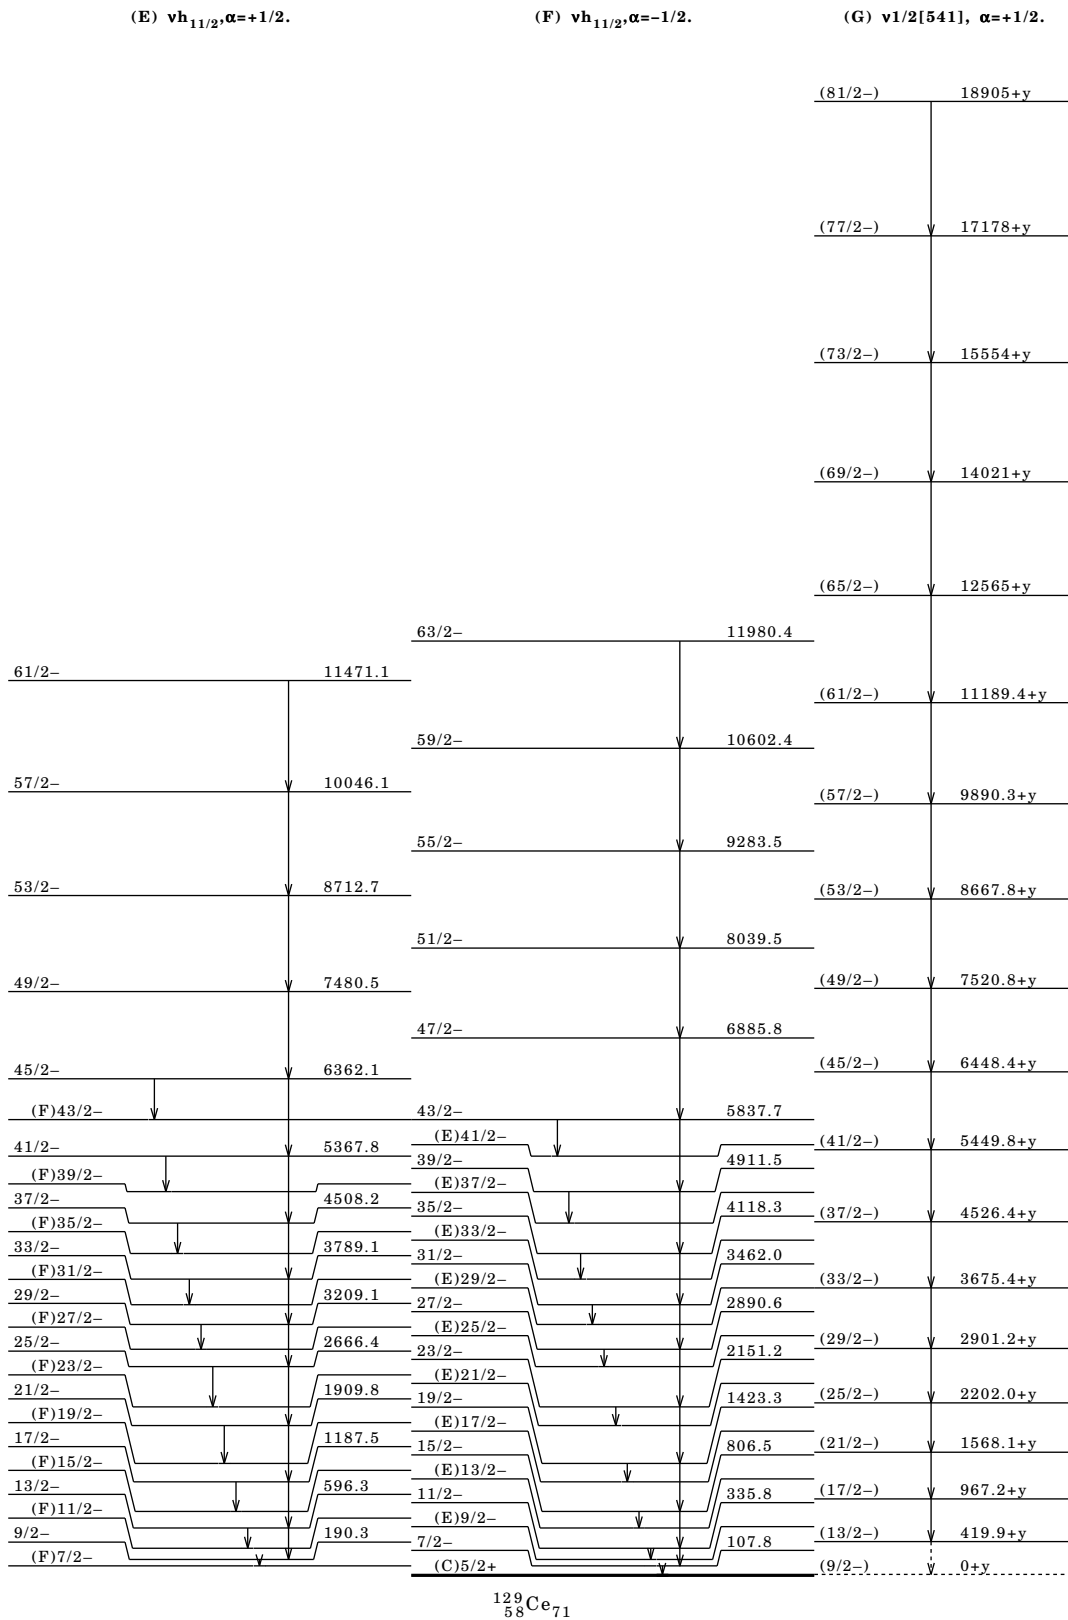 (E) νh11/2,α=+1/2.
61/2− 11471.1
57/2− 10046.1
53/2− 8712.7
49/2− 7480.5
45/2− 6362.1
(F)43/2−
41/2− 5367.8
(F)39/2−
37/2− 4508.2
(F)35/2−
33/2− 3789.1
(F)31/2−
29/2− 3209.1
(F)27/2−
25/2− 2666.4
(F)23/2−
21/2− 1909.8
(F)19/2−
17/2− 1187.5
(F)15/2−
13/2− 596.3
(F)11/2−
9/2− 190.3
(F)7/2−
(F) νh11/2,α=−1/2.
63/2− 11980.4
59/2− 10602.4
55/2− 9283.5
51/2− 8039.5
47/2− 6885.8
43/2− 5837.7
(E)41/2−
39/2− 4911.5
(E)37/2−
35/2− 4118.3
(E)33/2−
31/2− 3462.0
(E)29/2−
27/2− 2890.6
(E)25/2−
23/2− 2151.2
(E)21/2−
19/2− 1423.3
(E)17/2−
15/2− 806.5
(E)13/2−
11/2− 335.8
(E)9/2−
7/2− 107.8
(C)5/2+
(G) ν1/2[541], α=+1/2.
(81/2−) 18905+y
(77/2−) 17178+y
(73/2−) 15554+y
(69/2−) 14021+y
(65/2−) 12565+y
(61/2−) 11189.4+y
(57/2−) 9890.3+y
(53/2−) 8667.8+y
(49/2−) 7520.8+y
(45/2−) 6448.4+y
(41/2−) 5449.8+y
(37/2−) 4526.4+y
(33/2−) 3675.4+y
(29/2−) 2901.2+y
(25/2−) 2202.0+y
(21/2−) 1568.1+y
(17/2−) 967.2+y
(13/2−) 419.9+y
(9/2−) 0+y
129 58 Ce 71